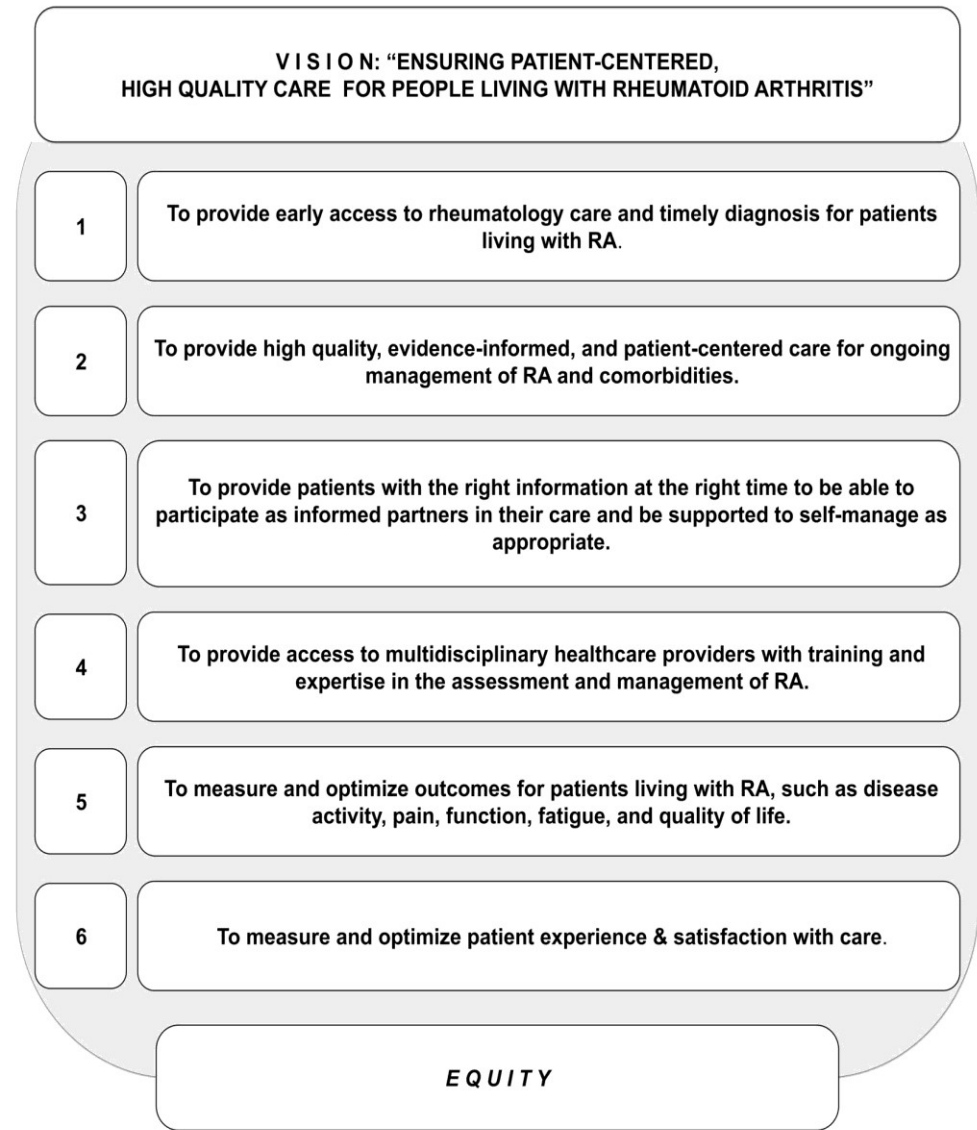 V I S I O N: “ENSURING PATIENT-CENTERED,
HIGH QUALITY CARE FOR PEOPLE LIVING WITH RHEUMATOID ARTHRITIS”
1
To provide early access to rheumatology care and timely diagnosis for patients
living with RA.
2
To provide high quality, evidence-informed, and patient-centered care for ongoing
management of RA and comorbidities.
3
To provide patients with the right information at the right time to be able to
participate as informed partners in their care and be supported to self-manage as
appropriate.
4
To provide access to multidisciplinary healthcare providers with training and
expertise in the assessment and management of RA.
5
To measure and optimize outcomes for patients living with RA, such as disease
activity, pain, function, fatigue, and quality of life.
6
To measure and optimize patient experience & satisfaction with care.
E Q U I T Y